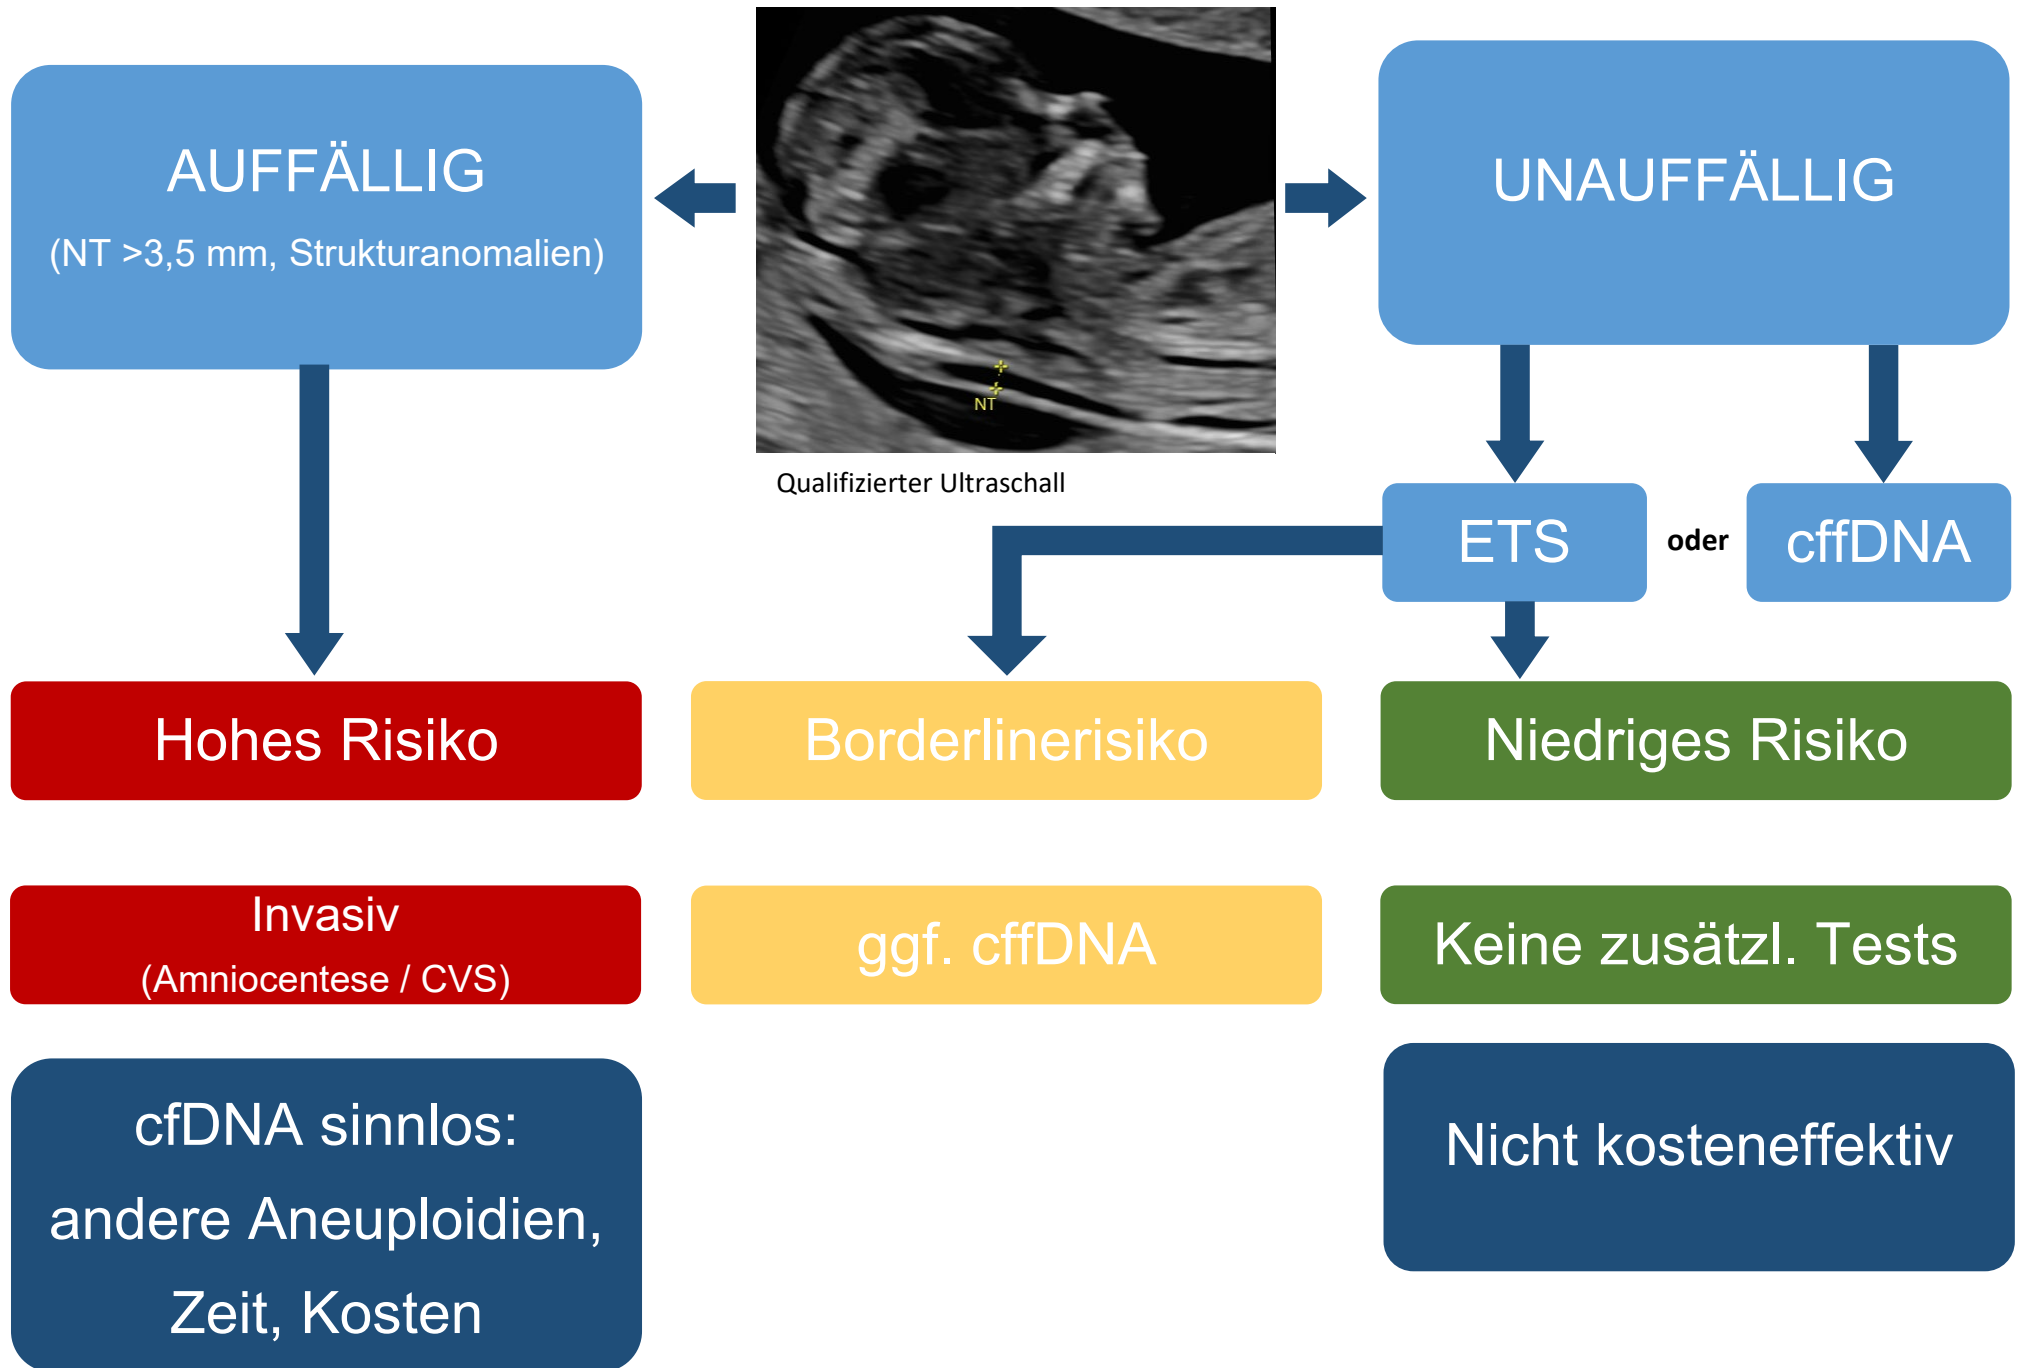 AUFFÄLLIG
(NT >3,5 mm, Strukturanomalien)
NT
Qualifizierter Ultraschall
UNAUFFÄLLIG
ETS
oder
cffDNA
Hohes Risiko
Borderlinerisiko
Niedriges Risiko
Invasiv
(Amniocentese / CVS)
ggf. cffDNA
Keine zusätzl. Tests
cfDNA sinnlos:
andere Aneuploidien,
Zeit, Kosten
Nicht kosteneffektiv